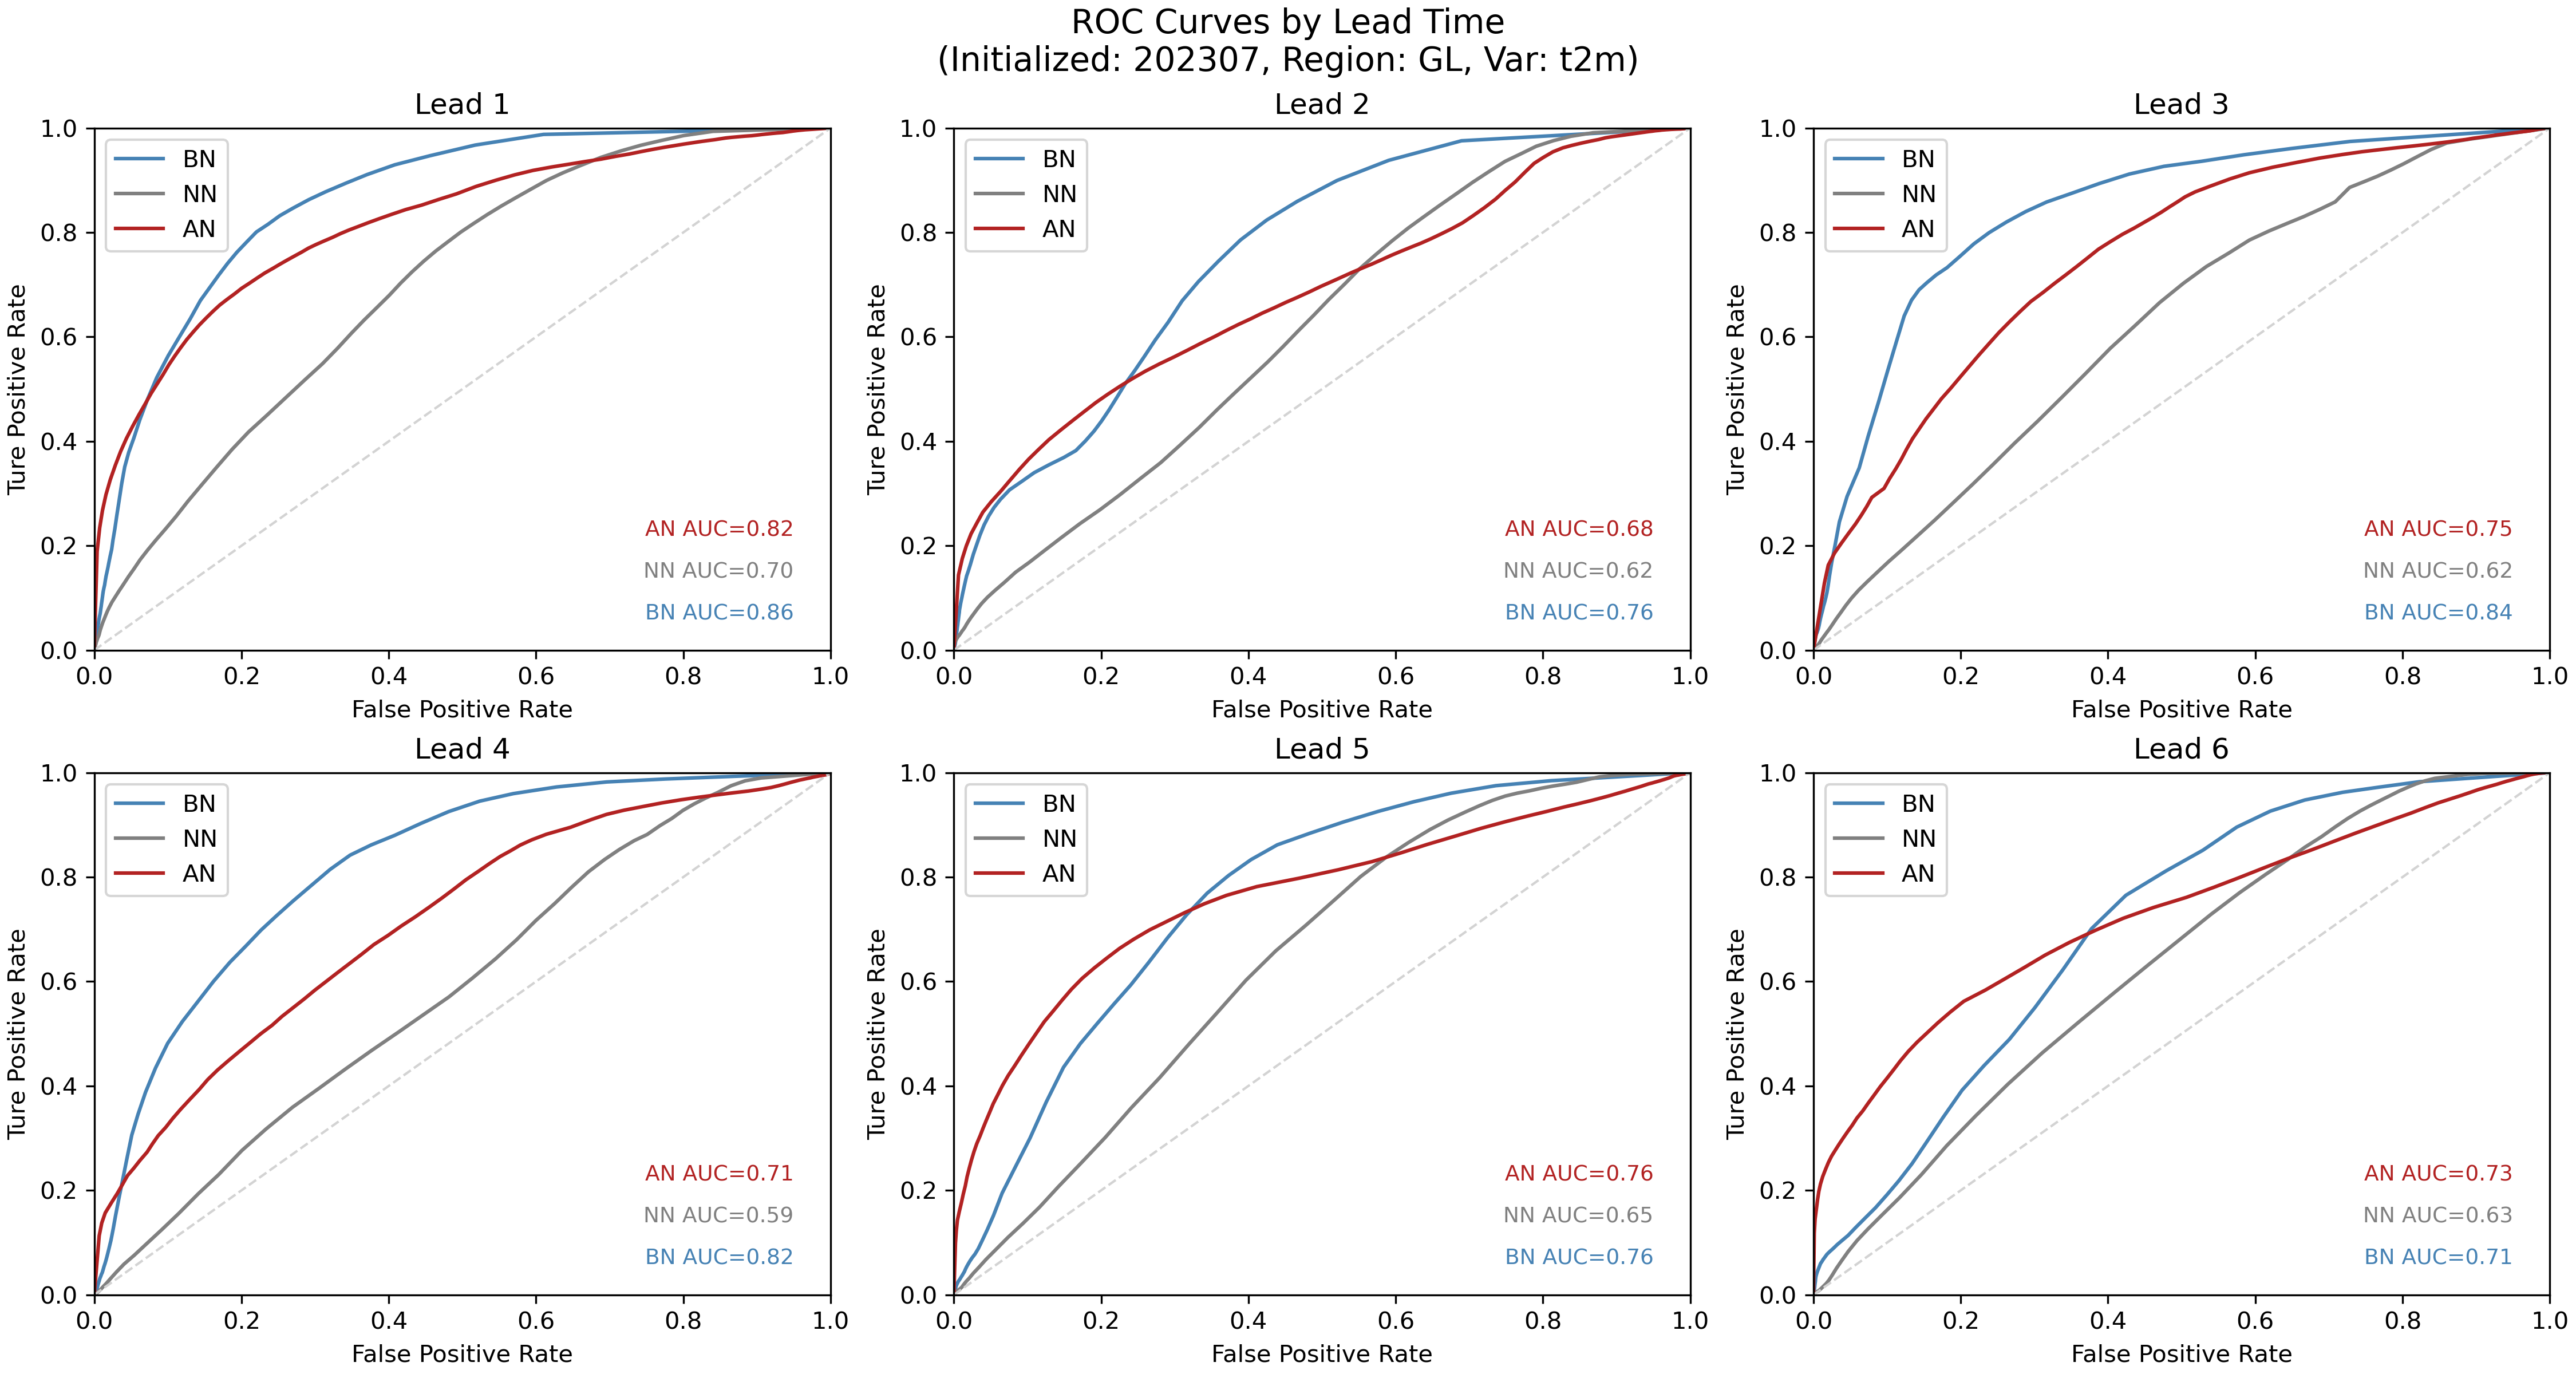 ROC Curves by Lead Time
(Initialized: 202307, Region: GL, Var: t2m)
Lead 1
1.0
0.8
0.6
0.4
0.2
0.0
Ture Positive Rate
BN
NN
AN
AN AUC=0.82
NN AUC=0.70
BN AUC=0.86
0.0 0.2 0.4 0.6 0.8 1.0
False Positive Rate
Lead 2
1.0
0.8
0.6
0.4
0.2
0.0
Ture Positive Rate
BN
NN
AN
AN AUC=0.68
NN AUC=0.62
BN AUC=0.76
0.0 0.2 0.4 0.6 0.8 1.0
False Positive Rate
Lead 3
1.0
0.8
0.6
0.4
0.2
0.0
Ture Positive Rate
BN
NN
AN
AN AUC=0.75
NN AUC=0.62
BN AUC=0.84
0.0 0.2 0.4 0.6 0.8 1.0
False Positive Rate
Lead 4
1.0
0.8
0.6
0.4
0.2
0.0
Ture Positive Rate
BN
NN
AN
AN AUC=0.71
NN AUC=0.59
BN AUC=0.82
0.0 0.2 0.4 0.6 0.8 1.0
False Positive Rate
Lead 5
1.0
0.8
0.6
0.4
0.2
0.0
Ture Positive Rate
BN
NN
AN
AN AUC=0.76
NN AUC=0.65
BN AUC=0.76
0.0 0.2 0.4 0.6 0.8 1.0
False Positive Rate
Lead 6
1.0
0.8
0.6
0.4
0.2
0.0
Ture Positive Rate
BN
NN
AN
AN AUC=0.73
NN AUC=0.63
BN AUC=0.71
0.0 0.2 0.4 0.6 0.8 1.0
False Positive Rate